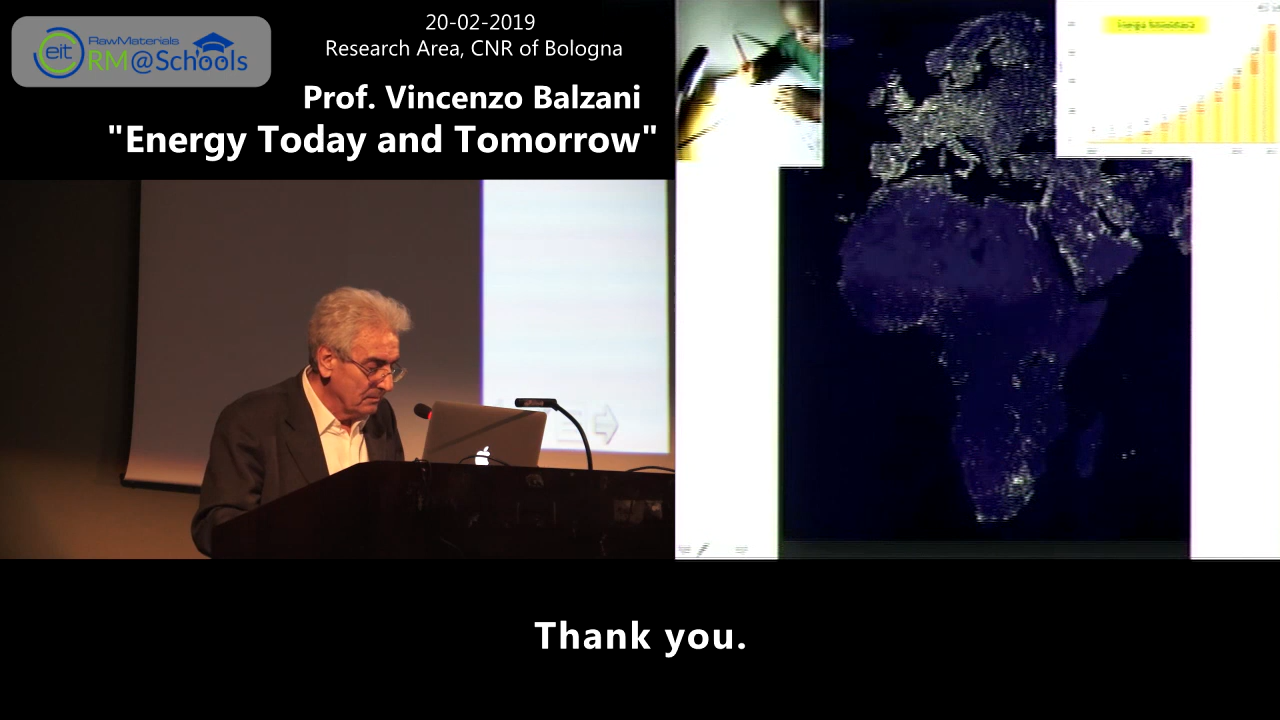 eit
RawMaterials
RM@Schools
20-02-2019
Research Area, CNR of Bologna
Prof. Vincenzo Balzani
"Energy Today and Tomorrow"
Thank you.